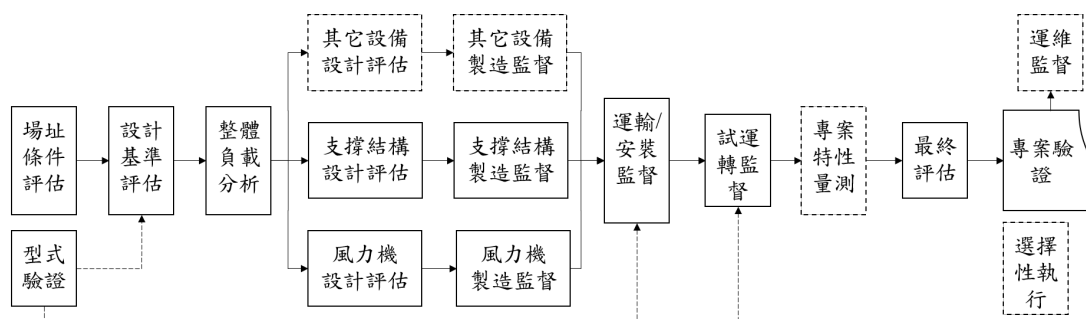 場址
條件
評估
型式
驗證
設計
基準
評估
整體
負載
分析
其它設備
設計評估
其它設備
製造監督
支撐結構
設計評估
支撐結構
製造監督
風力機
設計評估
風力機
製造監督
運輸/
安裝
監督
試運
轉監
督
專案
特性
量測
最終
評估
運維
監督
專案驗
證
選擇
性執
行